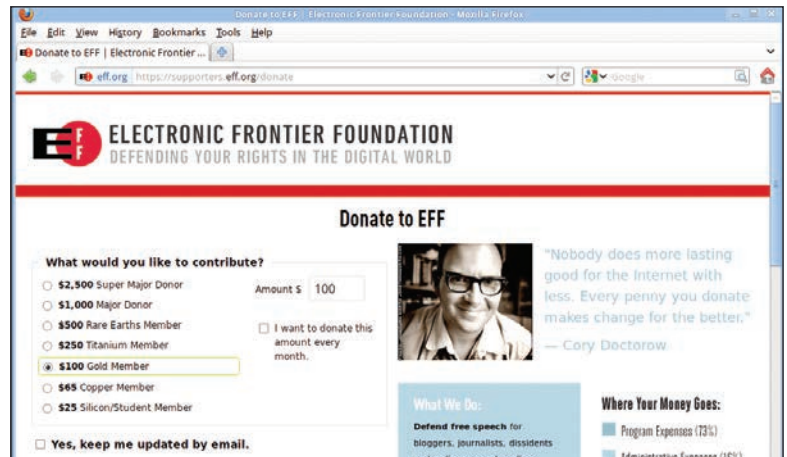 Donate to EFF | Electronic Frontier Foundation - Mozilla Firefox
File Edit View History Bookmarks Tools Help
Donate to EFF | Electronic Frontier ...
eff.org https://supporters.eff.org/donate
Google
EFF
ELECTRONIC FRONTIER FOUNDATION
DEFENDING YOUR RIGHTS IN THE DIGITAL WORLD
Donate to EFF
What would you like to contribute?
$2,500 Super Major Donor
$1,000 Major Donor
$500 Rare Earths Member
$250 Titanium Member
$100 Gold Member
$65 Copper Member
$25 Silicon/Student Member
Amount $ 100
I want to donate this
amount every
month.
Yes, keep me updated by email.
"Nobody does more lasting
good for the Internet with
less. Every penny you donate
makes change for the better."
— Cory Doctorow
What We Do:
Defend free speech for
bloggers, journalists, dissidents
Where Your Money Goes:
Program Expenses (73%)
Administrative Expenses